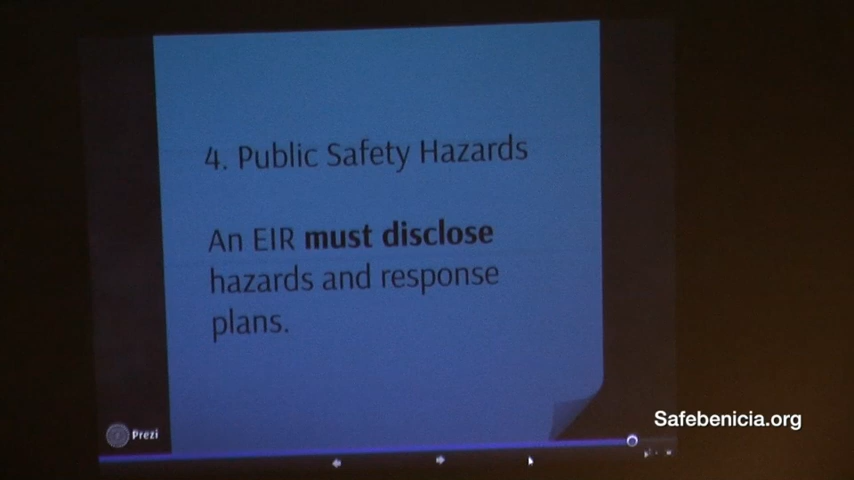 4. Public Safety Hazards
An EIR must disclose
hazards and response
plans.
Prezi
Safebenicia.org